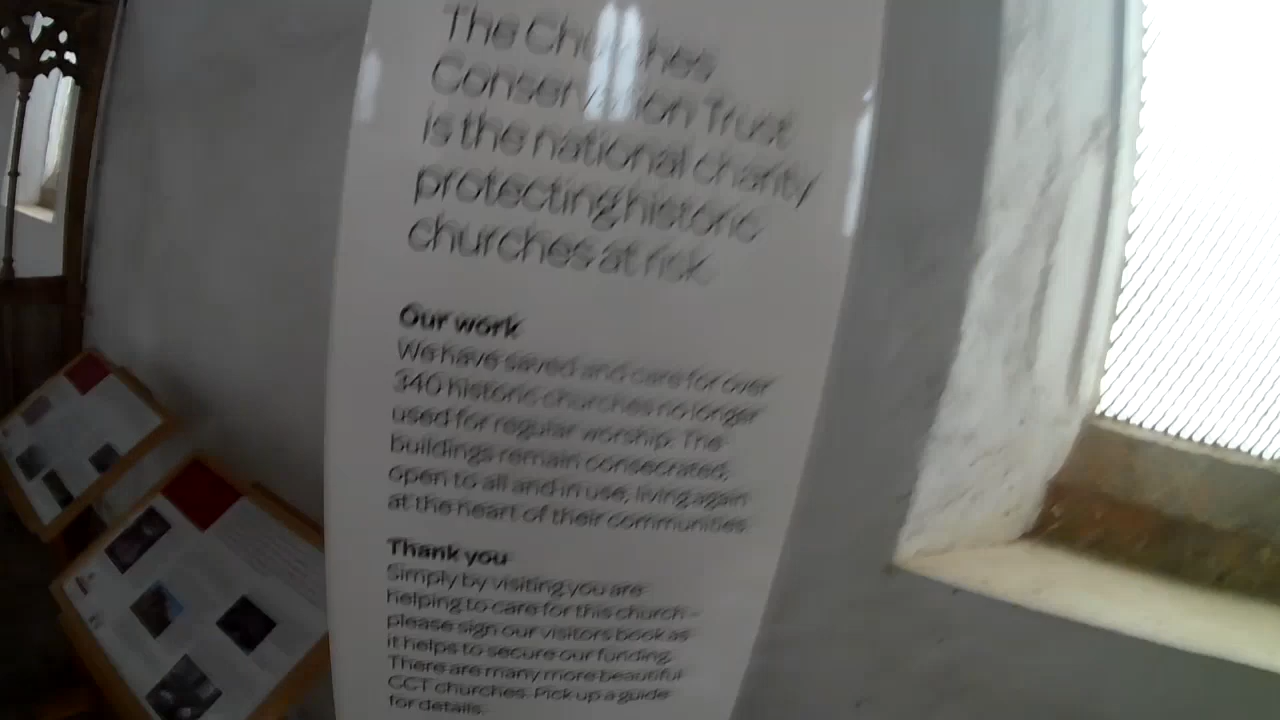 The Churches
Conservation Trust
is the national charity
protecting historic
churches at risk.
Our work
We have saved and care for over
340 historic churches no longer
used for regular worship. The
buildings remain consecrated,
open to all and in use, living again
at the heart of their communities.
Thank you
Simply by visiting you are
helping to care for this church –
please sign our visitors book as
it helps to secure our funding.
There are many more beautiful
CCT churches. Pick up a guide
for details.